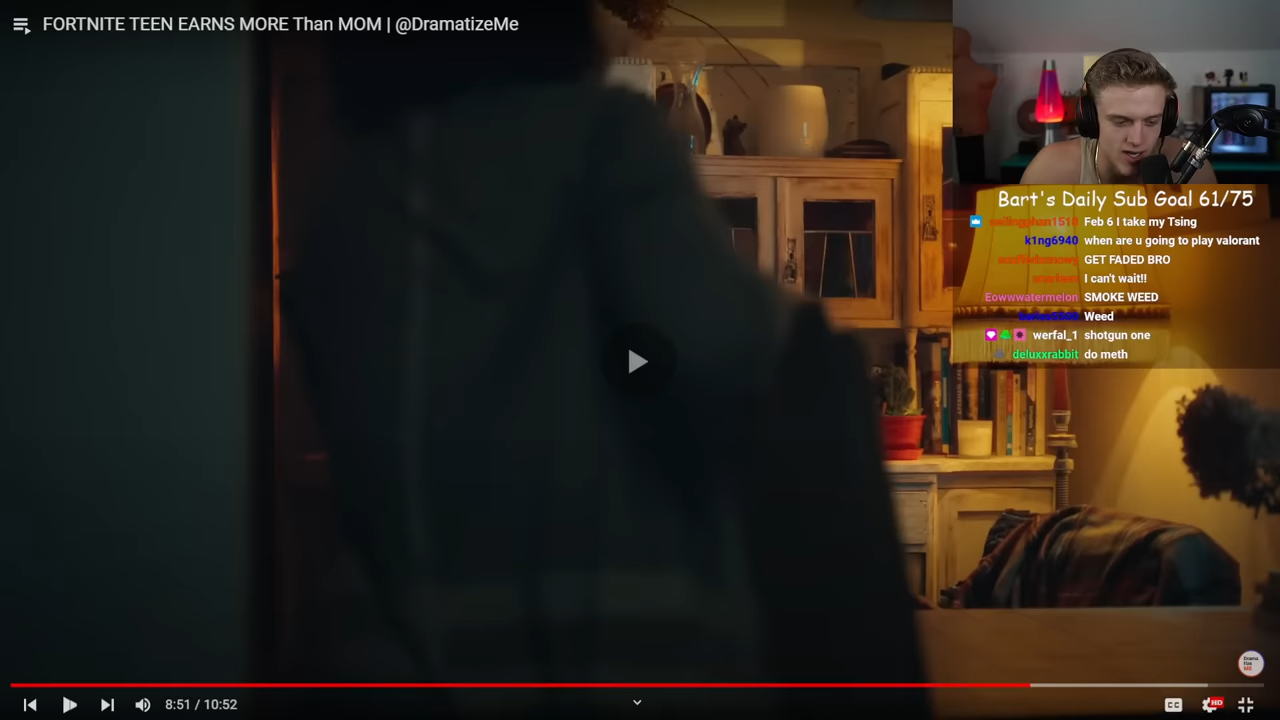 FORTNITE TEEN EARNS MORE Than MOM | @DramatizeMe
Bart's Daily Sub Goal 61/75
Feb 6 I take my Tsing
k1ng6940 when are u going to play valorant
GET FADED BRO
I can't wait!!
Eowwwatermelon SMOKE WEED
Weed
werfal_1 shotgun one
deluxxrabbit do meth
8:51 / 10:52
CC
HD